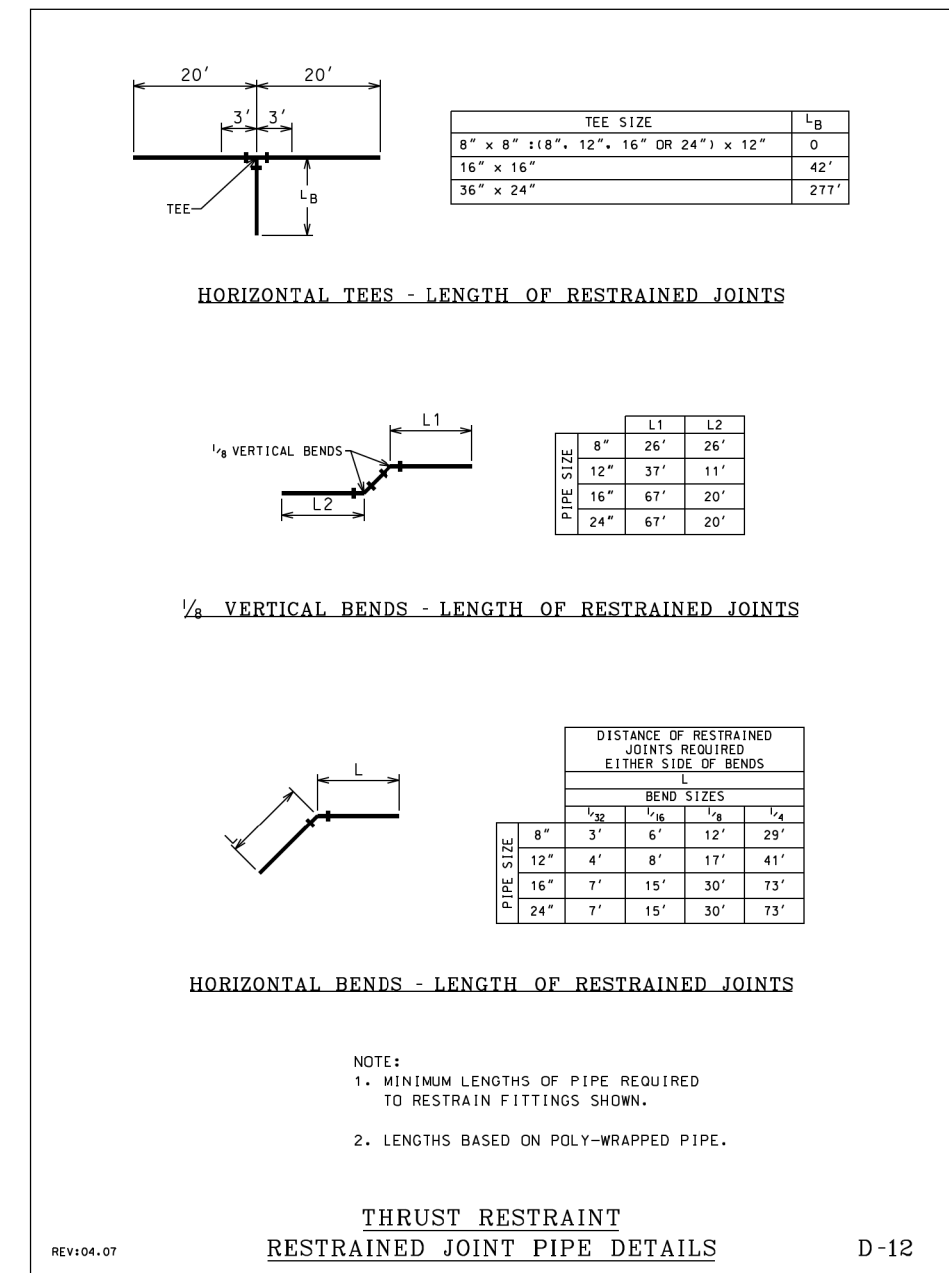 20′ 20′
3′ 3′
L_B
TEE
TEE SIZE L_B
8″ x 8″ :(8″, 12″, 16″ OR 24″) x 12″ 0
16″ x 16″ 42′
36″ x 24″ 277′
HORIZONTAL TEES - LENGTH OF RESTRAINED JOINTS
L1
1/8 VERTICAL BENDS
L2
L1 L2
PIPE SIZE
8″ 26′ 26′
12″ 37′ 11′
16″ 67′ 20′
24″ 67′ 20′
1/8 VERTICAL BENDS - LENGTH OF RESTRAINED JOINTS
L
L
DISTANCE OF RESTRAINED
JOINTS REQUIRED
EITHER SIDE OF BENDS
L
BEND SIZES
1/32 1/16 1/8 1/4
PIPE SIZE
8″ 3′ 6′ 12′ 29′
12″ 4′ 8′ 17′ 41′
16″ 7′ 15′ 30′ 73′
24″ 7′ 15′ 30′ 73′
HORIZONTAL BENDS - LENGTH OF RESTRAINED JOINTS
NOTE:
1. MINIMUM LENGTHS OF PIPE REQUIRED
TO RESTRAIN FITTINGS SHOWN.
2. LENGTHS BASED ON POLY-WRAPPED PIPE.
THRUST RESTRAINT
REV:04.07 RESTRAINED JOINT PIPE DETAILS D-12